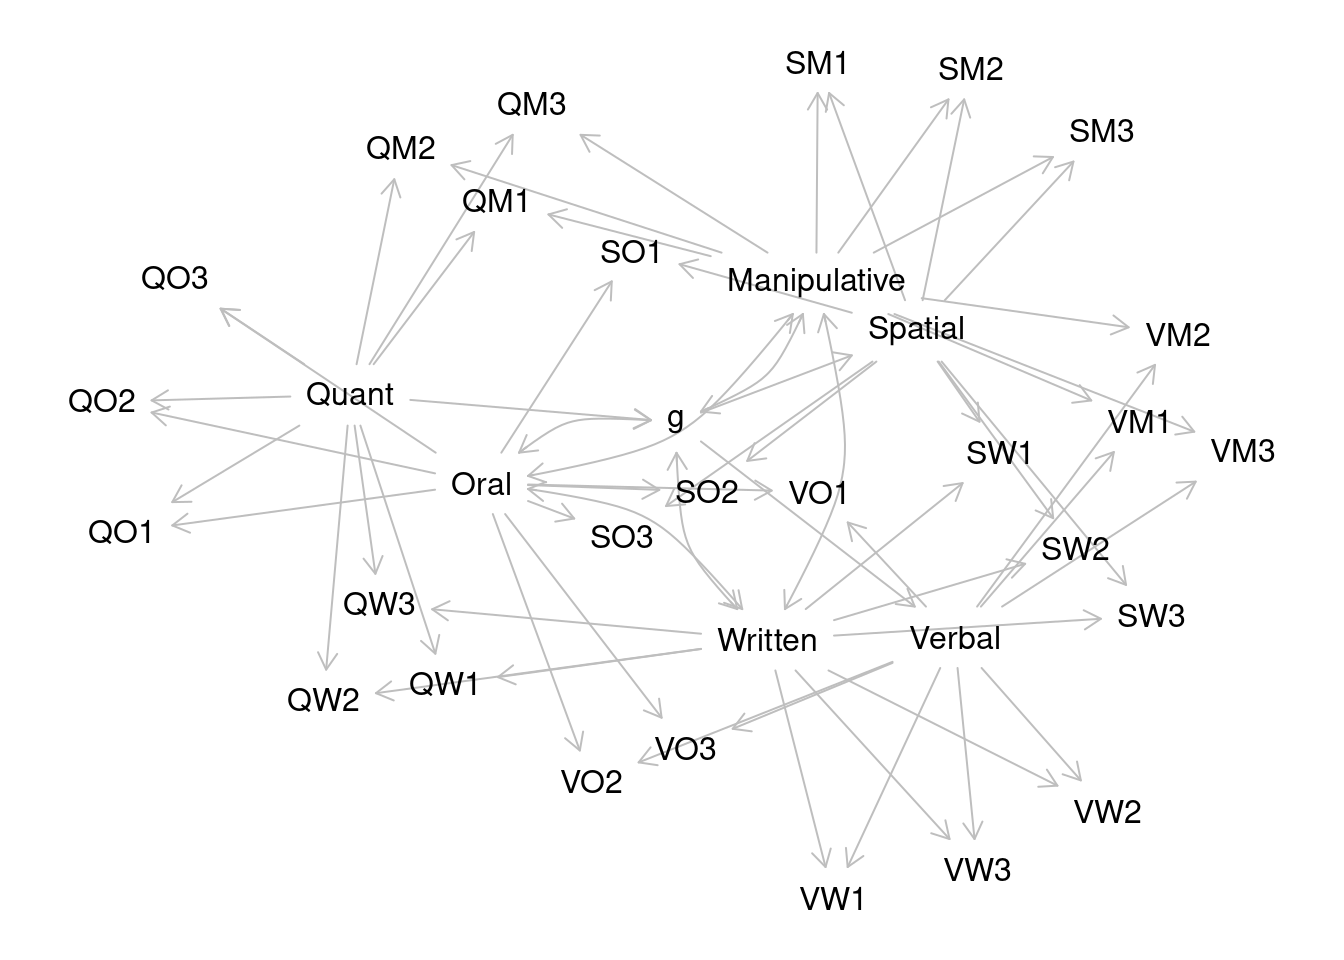 SM1
SM2
QM3
SM3
QM2
QM1
SO1
QO3
Manipulative
Spatial
VM2
Quant
QO2
g
VM1
SW1
VM3
Oral
SO2
VO1
QO1
SO3
SW2
QW3
SW3
Written
Verbal
QW1
QW2
VO3
VO2
VW2
VW3
VW1